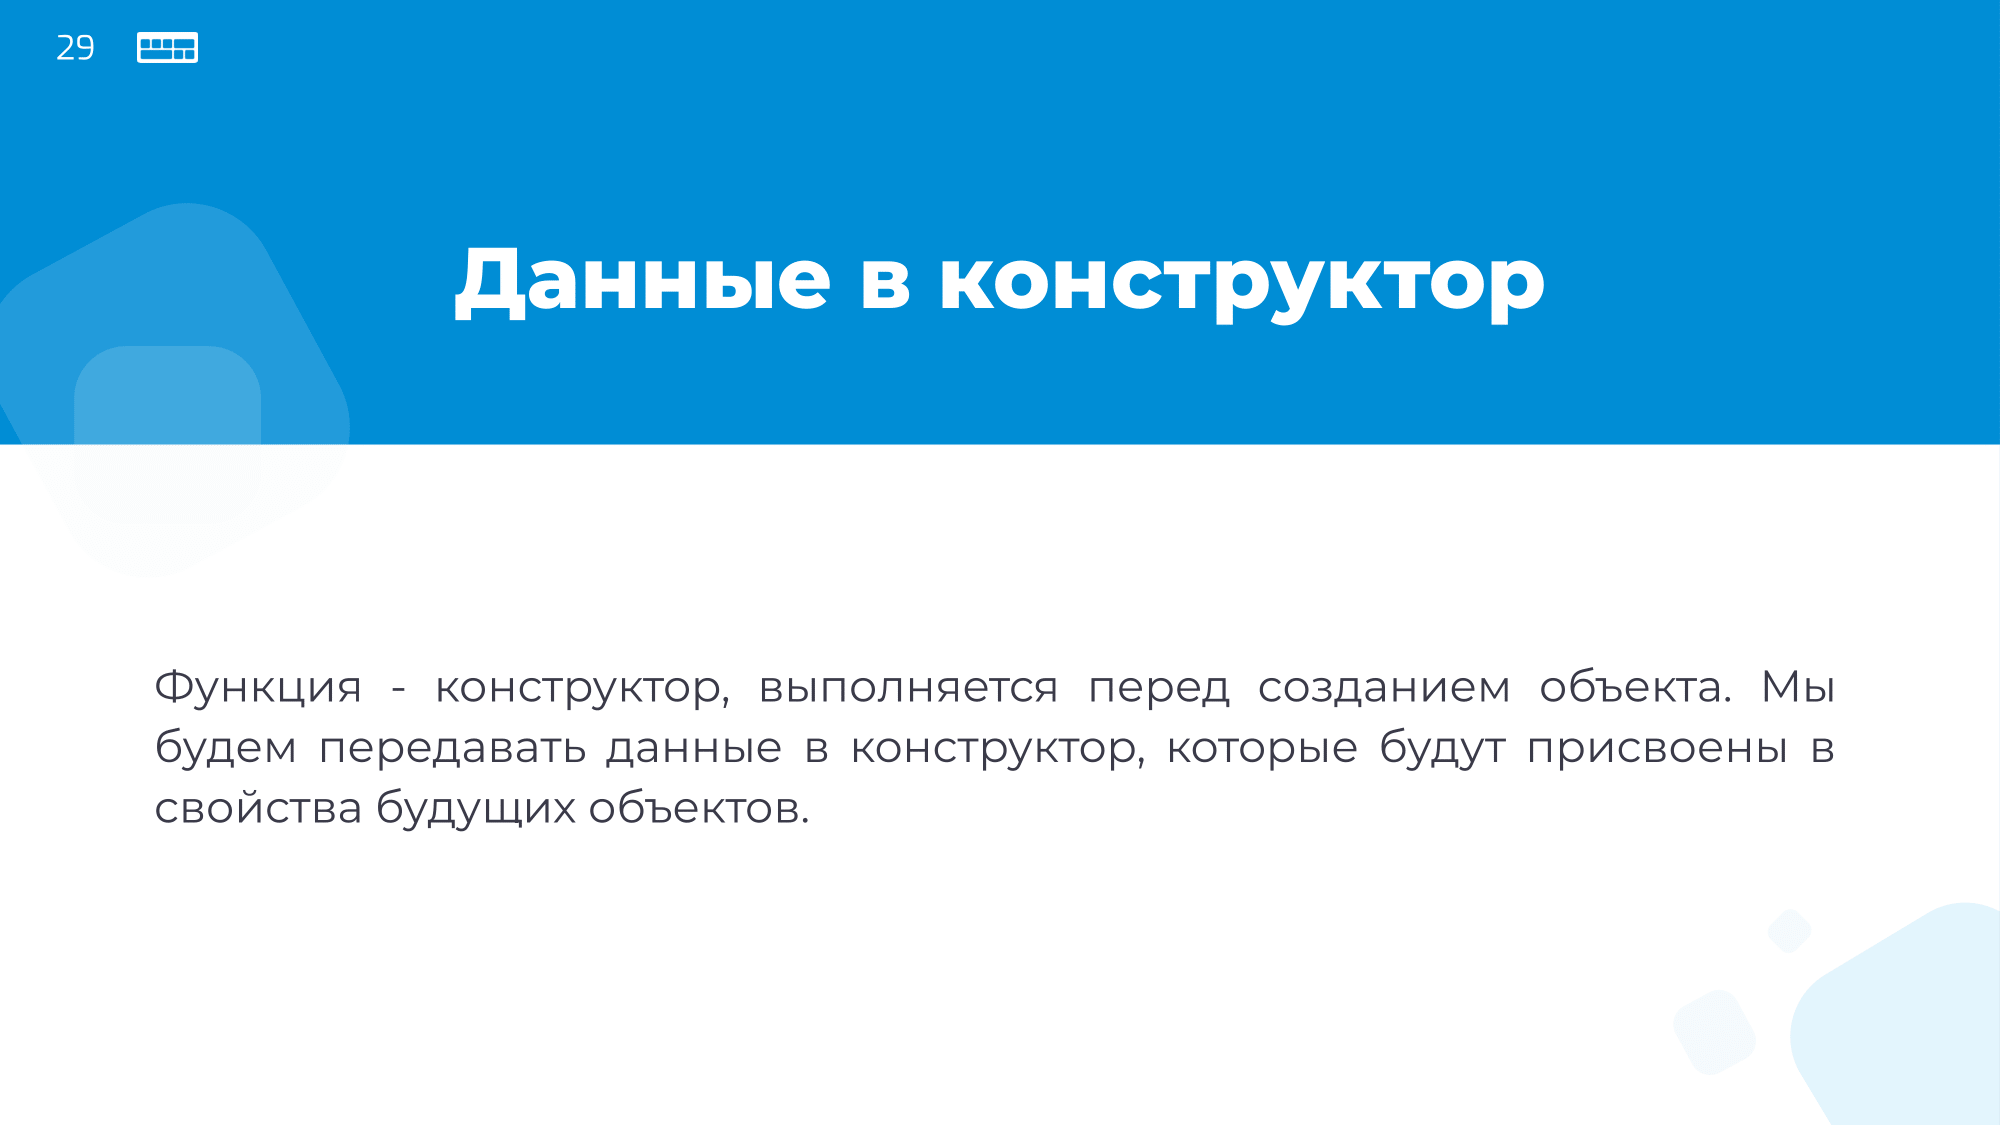 29
Данные в конструктор
Функция - конструктор, выполняется перед созданием объекта. Мы
будем передавать данные в конструктор, которые будут присвоены в
свойства будущих объектов.